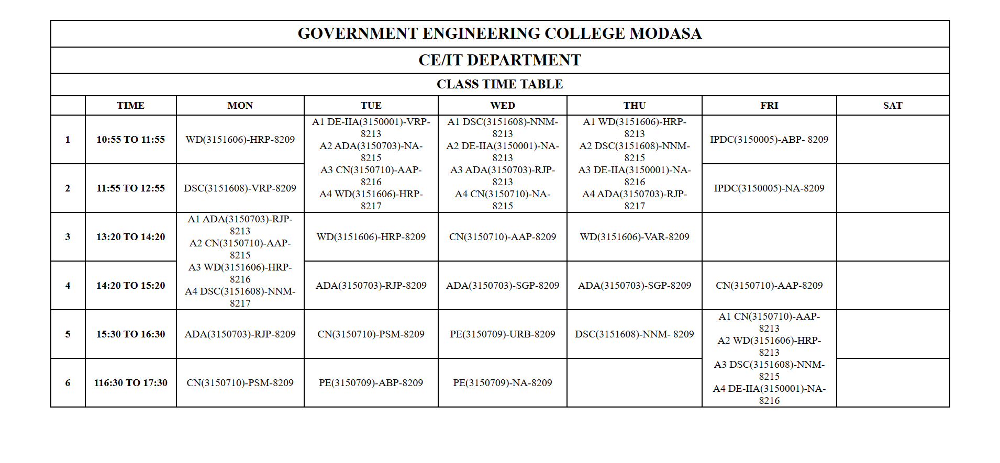 GOVERNMENT ENGINEERING COLLEGE MODASA
CE/IT DEPARTMENT
CLASS TIME TABLE
TIME MON TUE WED THU FRI SAT
1 10:55 TO 11:55 WD(3151606)-HRP-8209
A1 DE-IIA(3150001)-VRP-
8213
A2 ADA(3150703)-NA-
8215
A3 CN(3150710)-AAP-
8216
A4 WD(3151606)-HRP-
8217
A1 DSC(3151608)-NNM-
8213
A2 DE-IIA(3150001)-NA-
8213
A3 ADA(3150703)-RJP-
8213
A4 CN(3150710)-NA-
8215
A1 WD(3151606)-HRP-
8213
A2 DSC(3151608)-NNM-
8215
A3 DE-IIA(3150001)-NA-
8216
A4 ADA(3150703)-RJP-
8217
IPDC(3150005)-ABP- 8209
2 11:55 TO 12:55 DSC(3151608)-VRP-8209 IPDC(3150005)-NA-8209
3 13:20 TO 14:20
A1 ADA(3150703)-RJP-
8213
A2 CN(3150710)-AAP-
8215
A3 WD(3151606)-HRP-
8216
A4 DSC(3151608)-NNM-
8217
WD(3151606)-HRP-8209 CN(3150710)-AAP-8209 WD(3151606)-VAR-8209
4 14:20 TO 15:20 ADA(3150703)-RJP-8209 ADA(3150703)-SGP-8209 ADA(3150703)-SGP-8209 CN(3150710)-AAP-8209
5 15:30 TO 16:30 ADA(3150703)-RJP-8209 CN(3150710)-PSM-8209 PE(3150709)-URB-8209 DSC(3151608)-NNM- 8209
A1 CN(3150710)-AAP-
8213
A2 WD(3151606)-HRP-
8213
A3 DSC(3151608)-NNM-
8215
A4 DE-IIA(3150001)-NA-
8216
6 116:30 TO 17:30 CN(3150710)-PSM-8209 PE(3150709)-ABP-8209 PE(3150709)-NA-8209